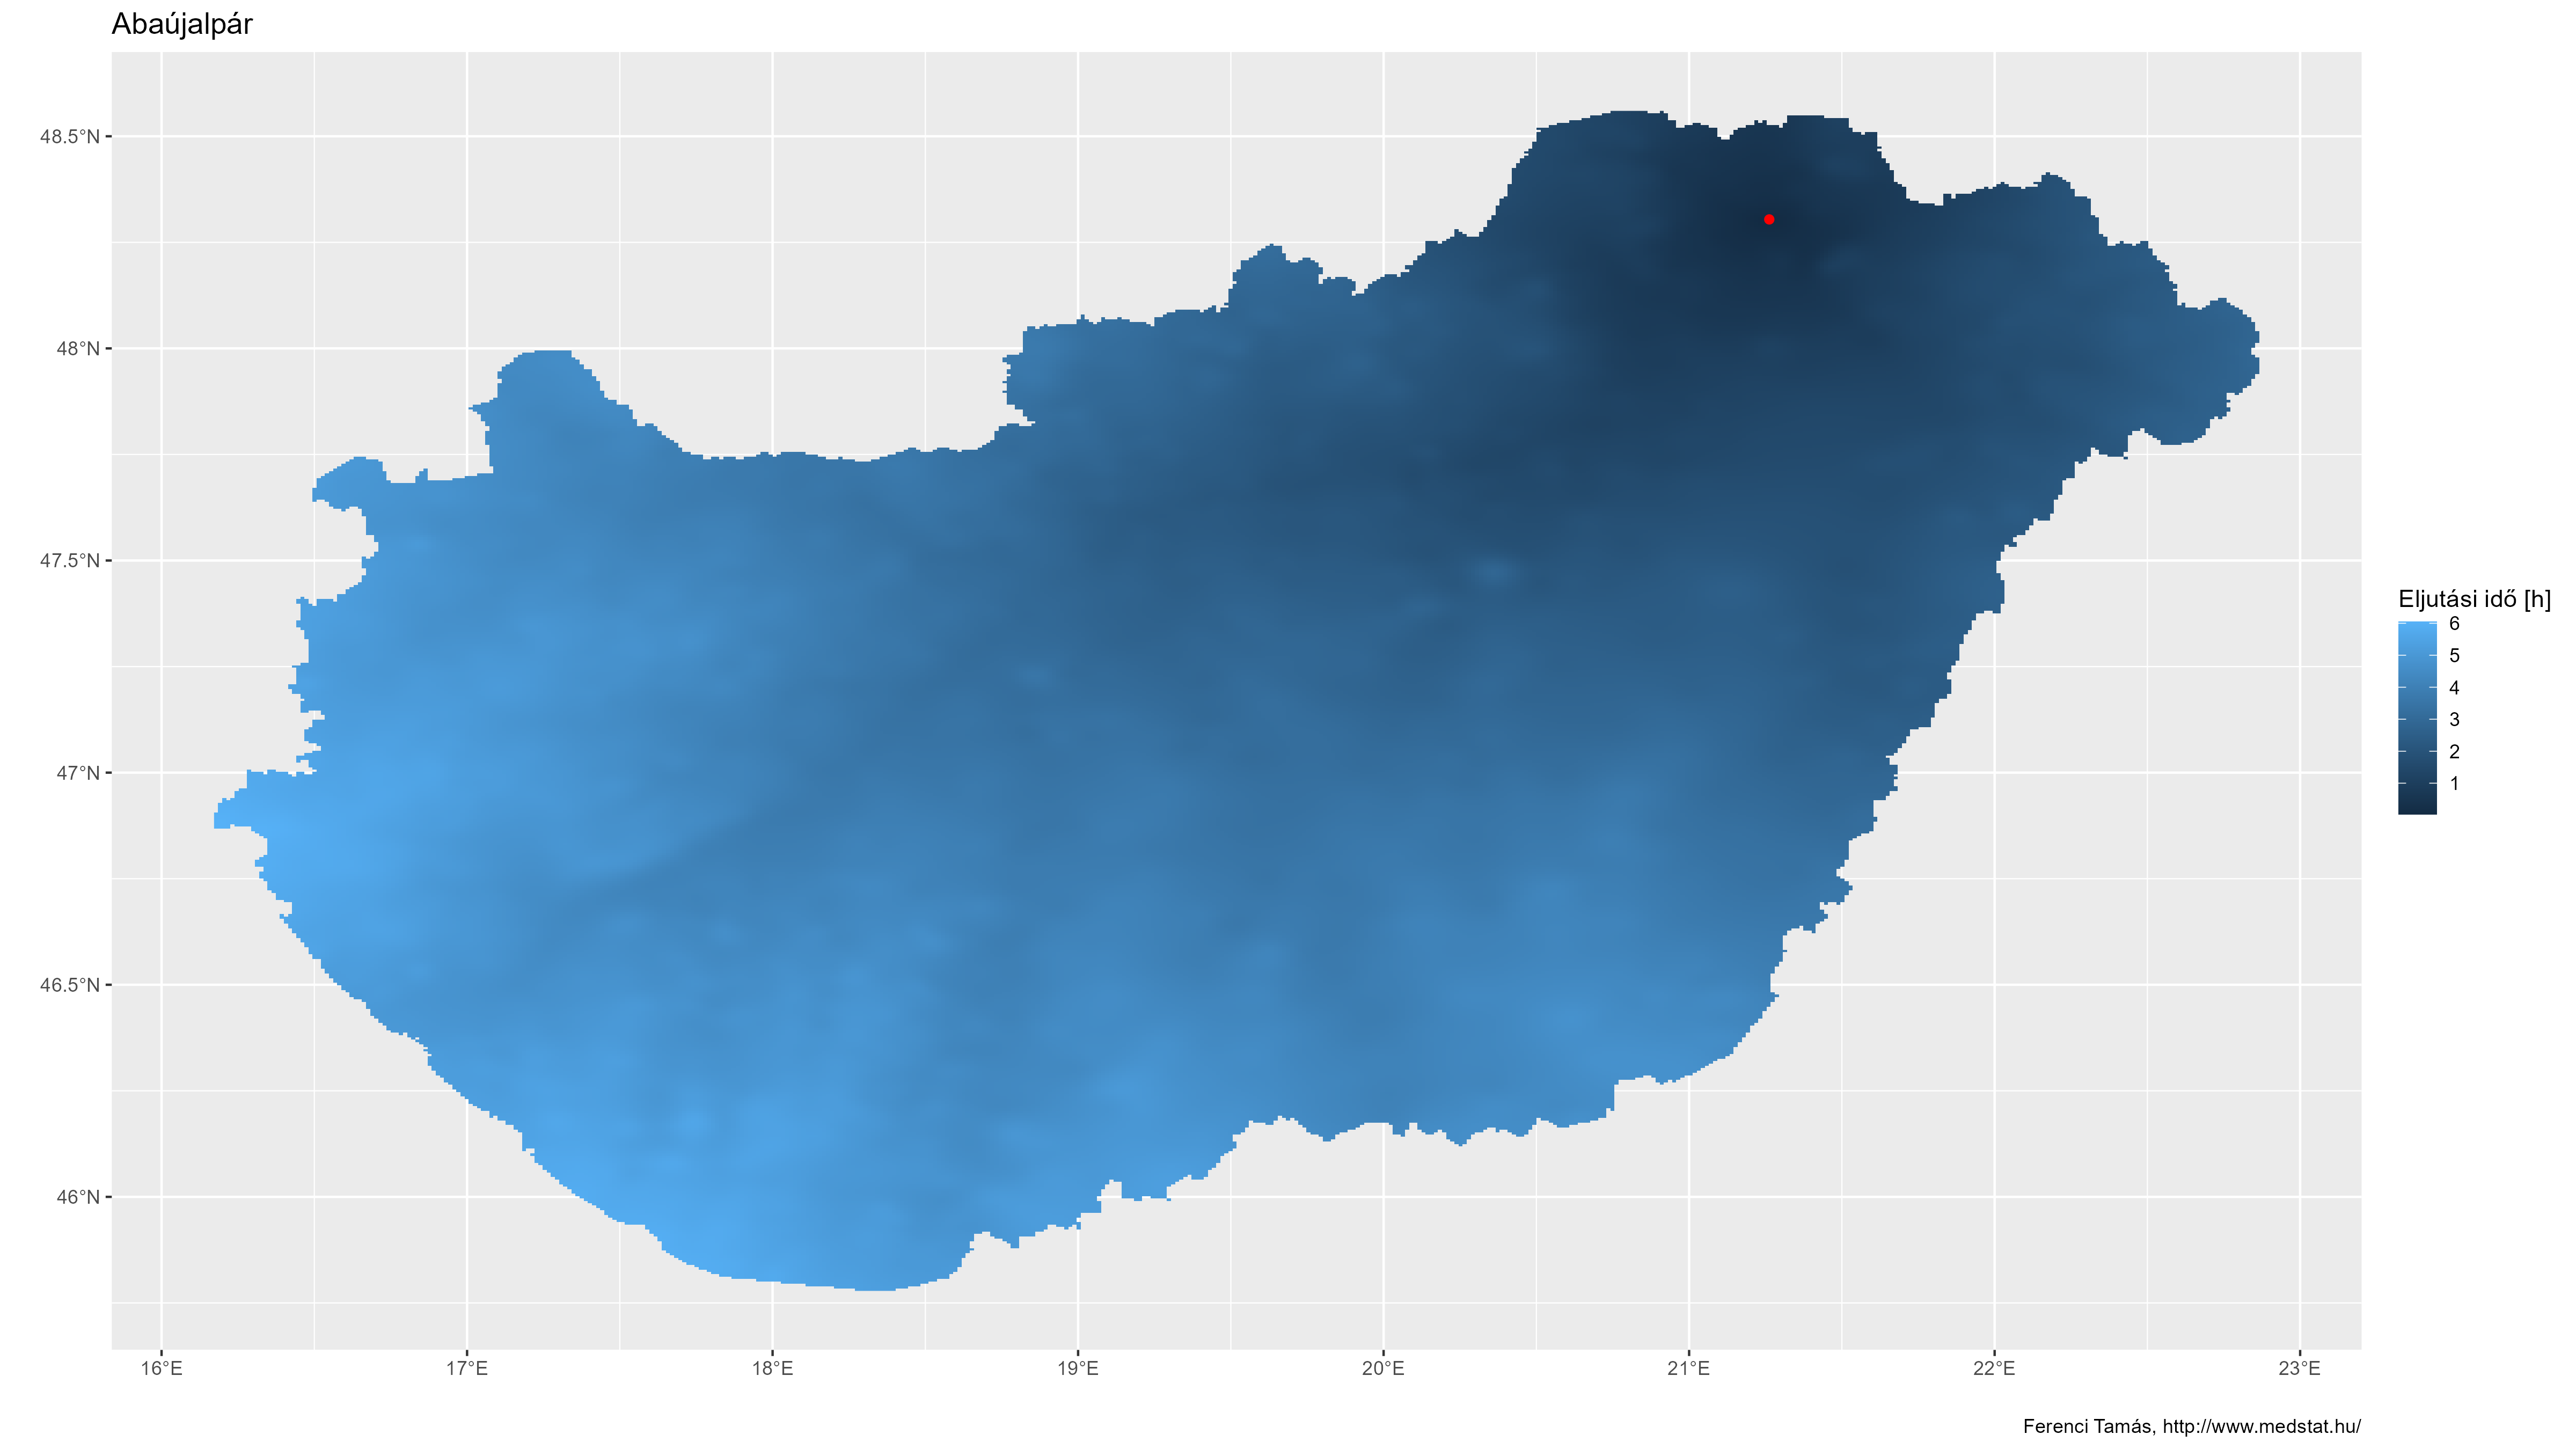 Abaújalpár
48.5°N
48°N
47.5°N
47°N
46.5°N
46°N
16°E 17°E 18°E 19°E 20°E 21°E 22°E 23°E
Eljutási idő [h]
6
5
4
3
2
1
Ferenci Tamás, http://www.medstat.hu/